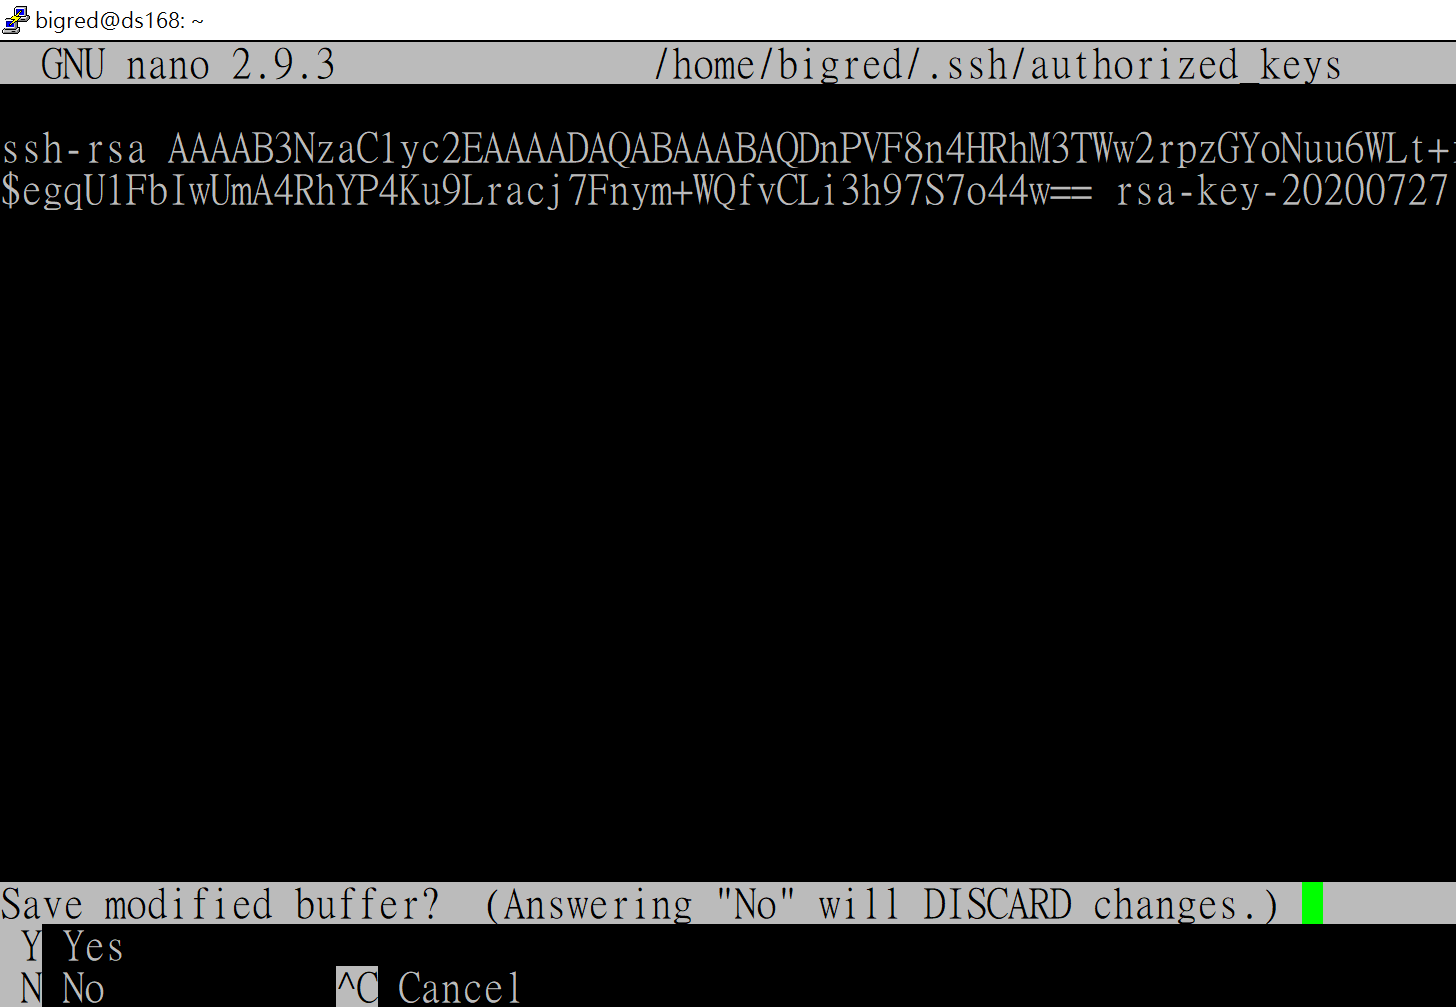 bigred@ds168: ~
GNU nano 2.9.3 /home/bigred/.ssh/authorized_keys
ssh-rsa AAAAB3NzaC1yc2EAAAADAQABAAABAQDnPVF8n4HRhM3TWw2rpzGYoNuu6WLt+
$egqU1FbIwUmA4RhYP4Ku9Lracj7Fnym+WQfvCLi3h97S7o44w== rsa-key-20200727
Save modified buffer? (Answering "No" will DISCARD changes.)
Y Yes
N No ^C Cancel